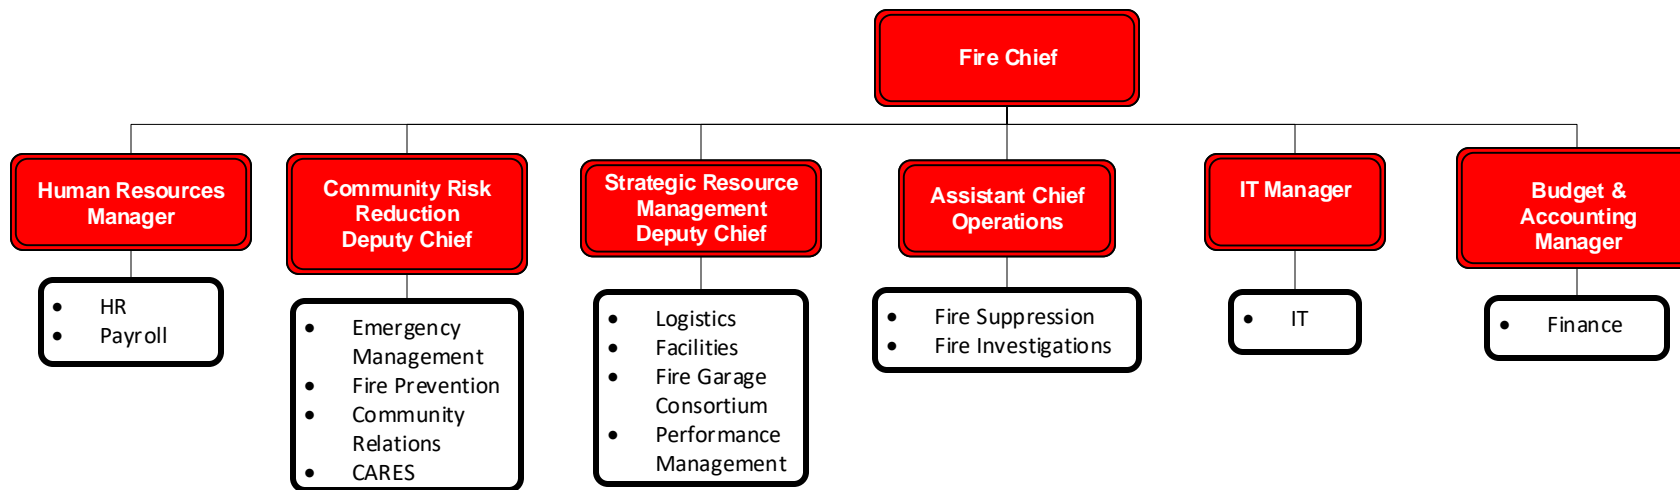 Fire Chief
Human Resources
Manager
Community Risk
Reduction
Deputy Chief
Strategic Resource
Management
Deputy Chief
Assistant Chief
Operations
IT Manager
Budget &
Accounting
Manager
• HR
• Payroll
• Emergency
Management
• Fire Prevention
• Community
Relations
• CARES
• Logistics
• Facilities
• Fire Garage
Consortium
• Performance
Management
• Fire Suppression
• Fire Investigations
• IT
• Finance